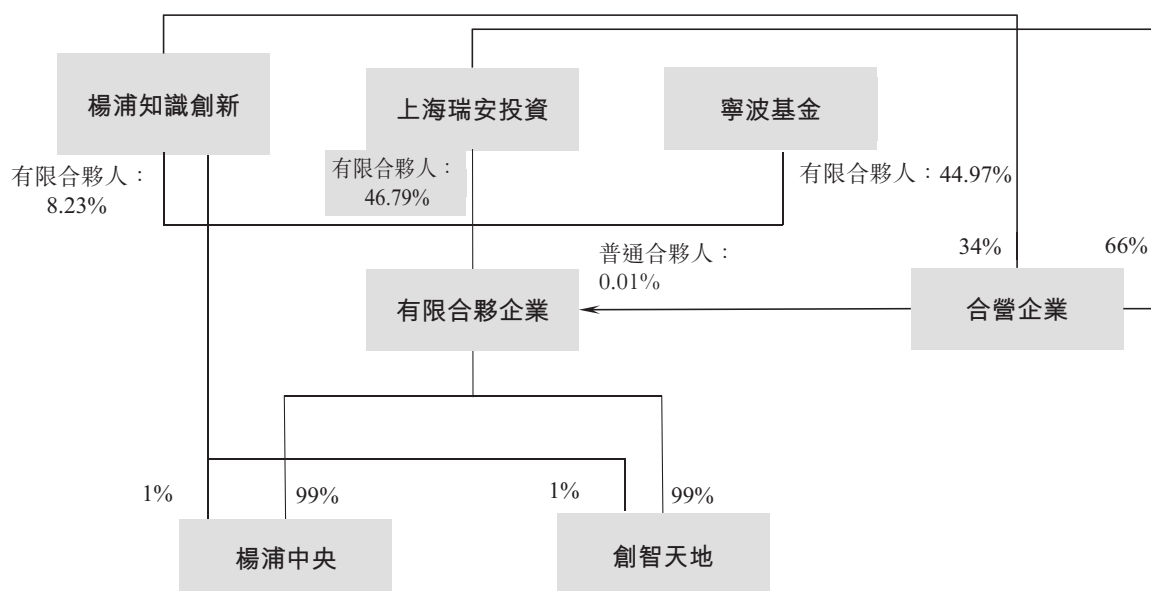 楊浦知識創新
上海瑞安投資
寧波基金
有限合夥人：
8.23%
有限合夥人：
46.79%
有限合夥人：44.97%
普通合夥人：
0.01%
34%
66%
有限合夥企業
合營企業
1%
99%
1%
99%
楊浦中央
創智天地